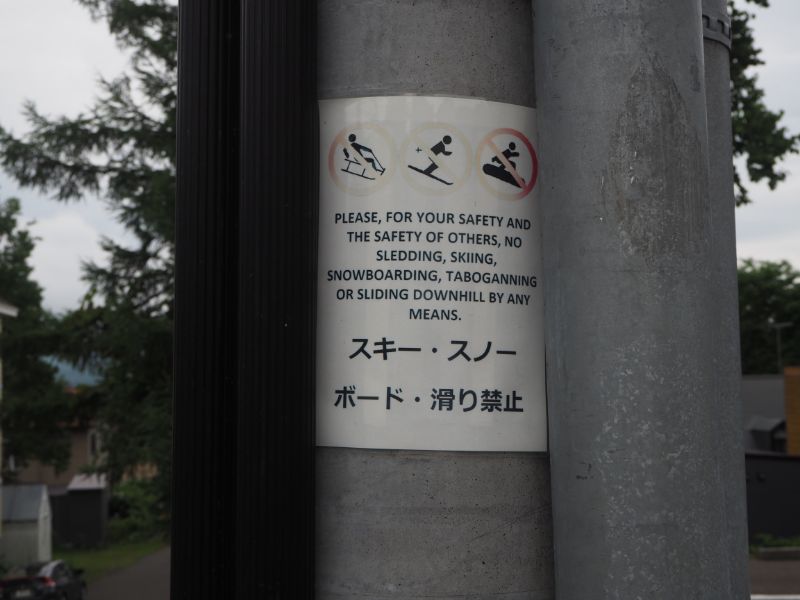 PLEASE, FOR YOUR SAFETY AND
THE SAFETY OF OTHERS, NO
SLEDDING, SKIING,
SNOWBOARDING, TABOGANNING
OR SLIDING DOWNHILL BY ANY
MEANS.
スキー・スノー
ボード・滑り禁止